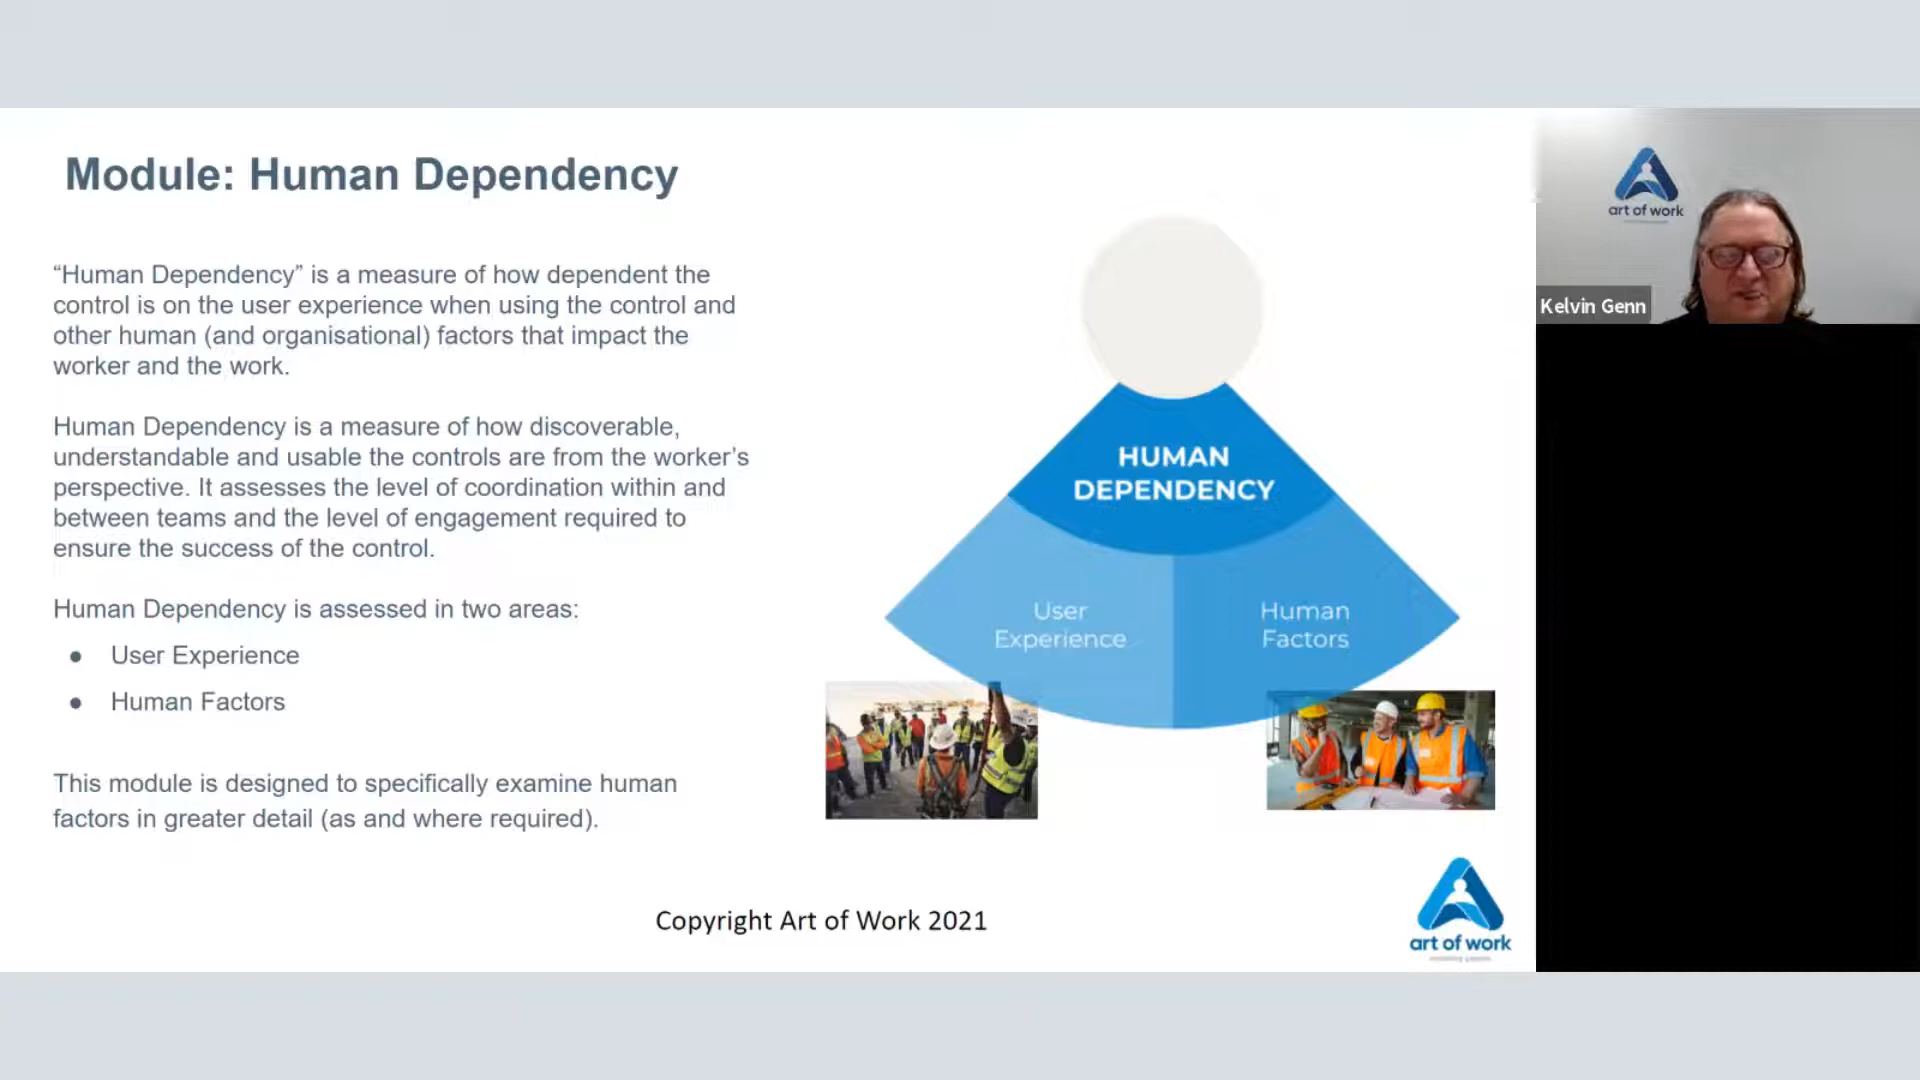 Module: Human Dependency
“Human Dependency” is a measure of how dependent the
control is on the user experience when using the control and
other human (and organisational) factors that impact the
worker and the work.
Human Dependency is a measure of how discoverable,
understandable and usable the controls are from the worker’s
perspective. It assesses the level of coordination within and
between teams and the level of engagement required to
ensure the success of the control.
Human Dependency is assessed in two areas:
● User Experience
● Human Factors
This module is designed to specifically examine human
factors in greater detail (as and where required).
HUMAN
DEPENDENCY
User
Experience
Human
Factors
Copyright Art of Work 2021
art of work
art of work
Kelvin Genn